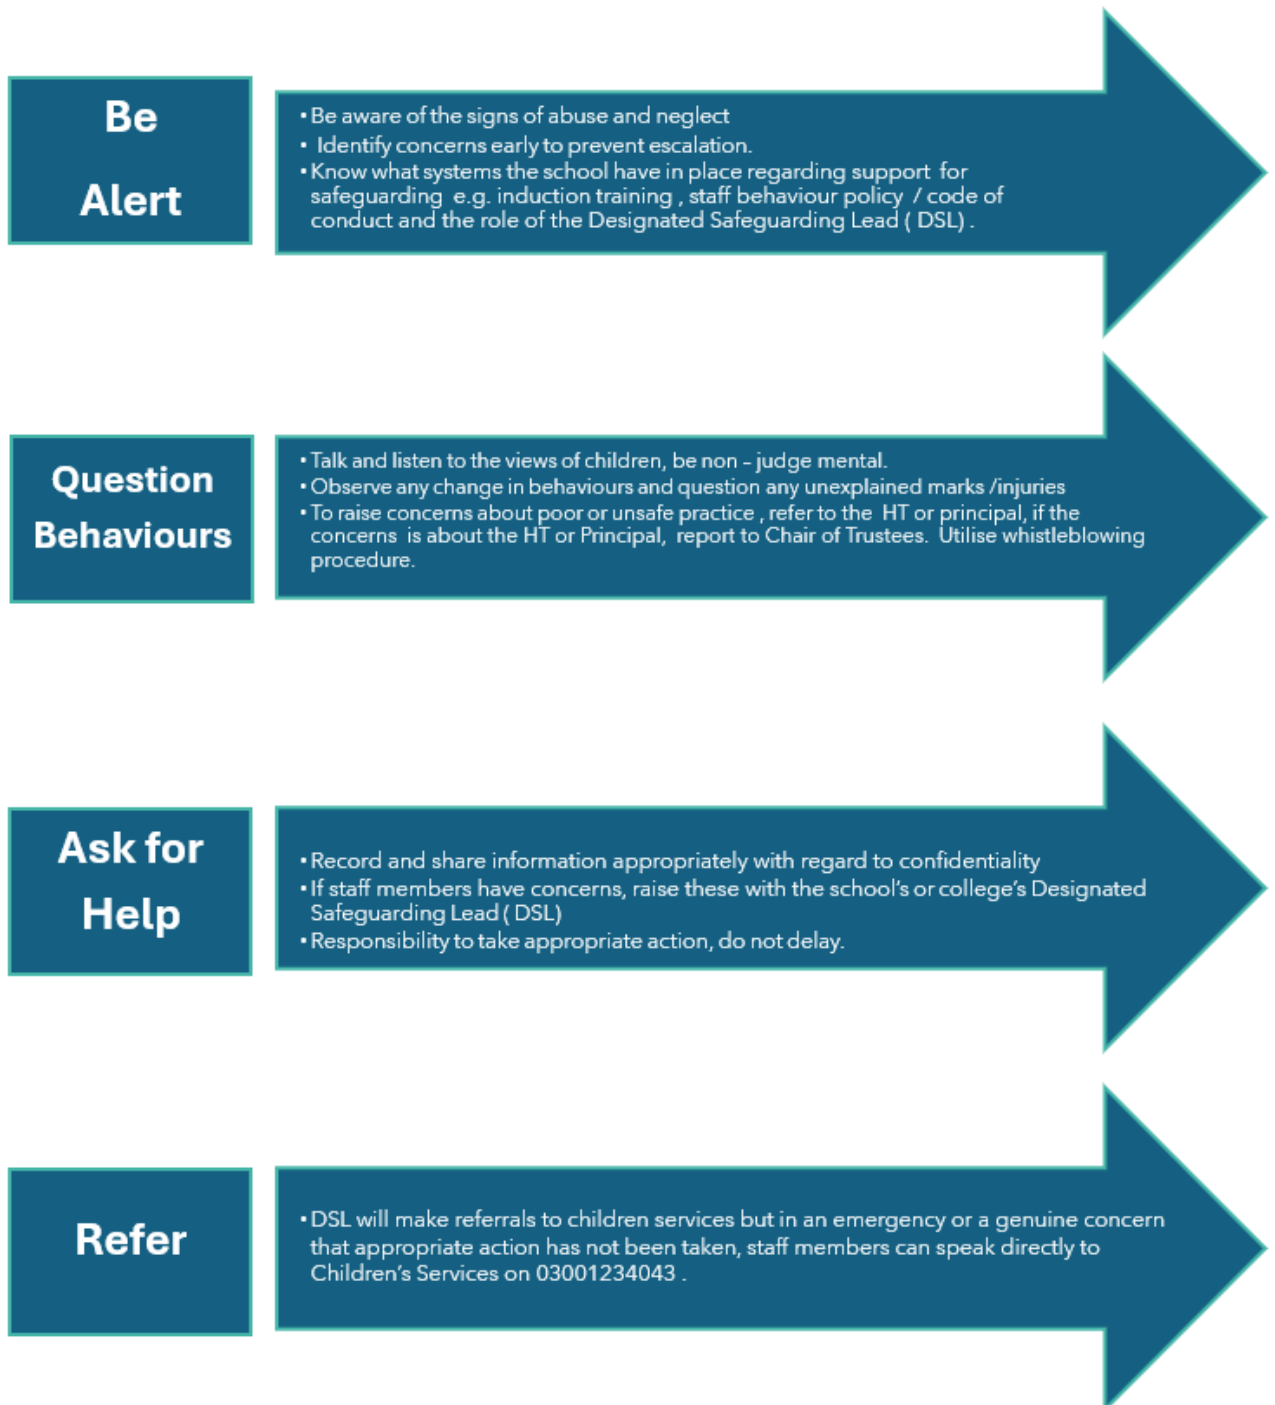 Be
Alert
• Be aware of the signs of abuse and neglect
• Identify concerns early to prevent escalation.
• Know what systems the school have in place regarding support for
safeguarding e.g. induction training , staff behaviour policy / code of
conduct and the role of the Designated Safeguarding Lead ( DSL) .
Question
Behaviours
• Talk and listen to the views of children, be non – judge mental.
• Observe any change in behaviours and question any unexplained marks /injuries
• To raise concerns about poor or unsafe practice , refer to the HT or principal, if the
concerns is about the HT or Principal, report to Chair of Trustees. Utilise whistleblowing
procedure.
Ask for
Help
• Record and share information appropriately with regard to confidentiality
• If staff members have concerns, raise these with the school's or college's Designated
Safeguarding Lead ( DSL)
• Responsibility to take appropriate action, do not delay.
Refer
• DSL will make referrals to children services but in an emergency or a genuine concern
that appropriate action has not been taken, staff members can speak directly to
Children's Services on 03001234043 .